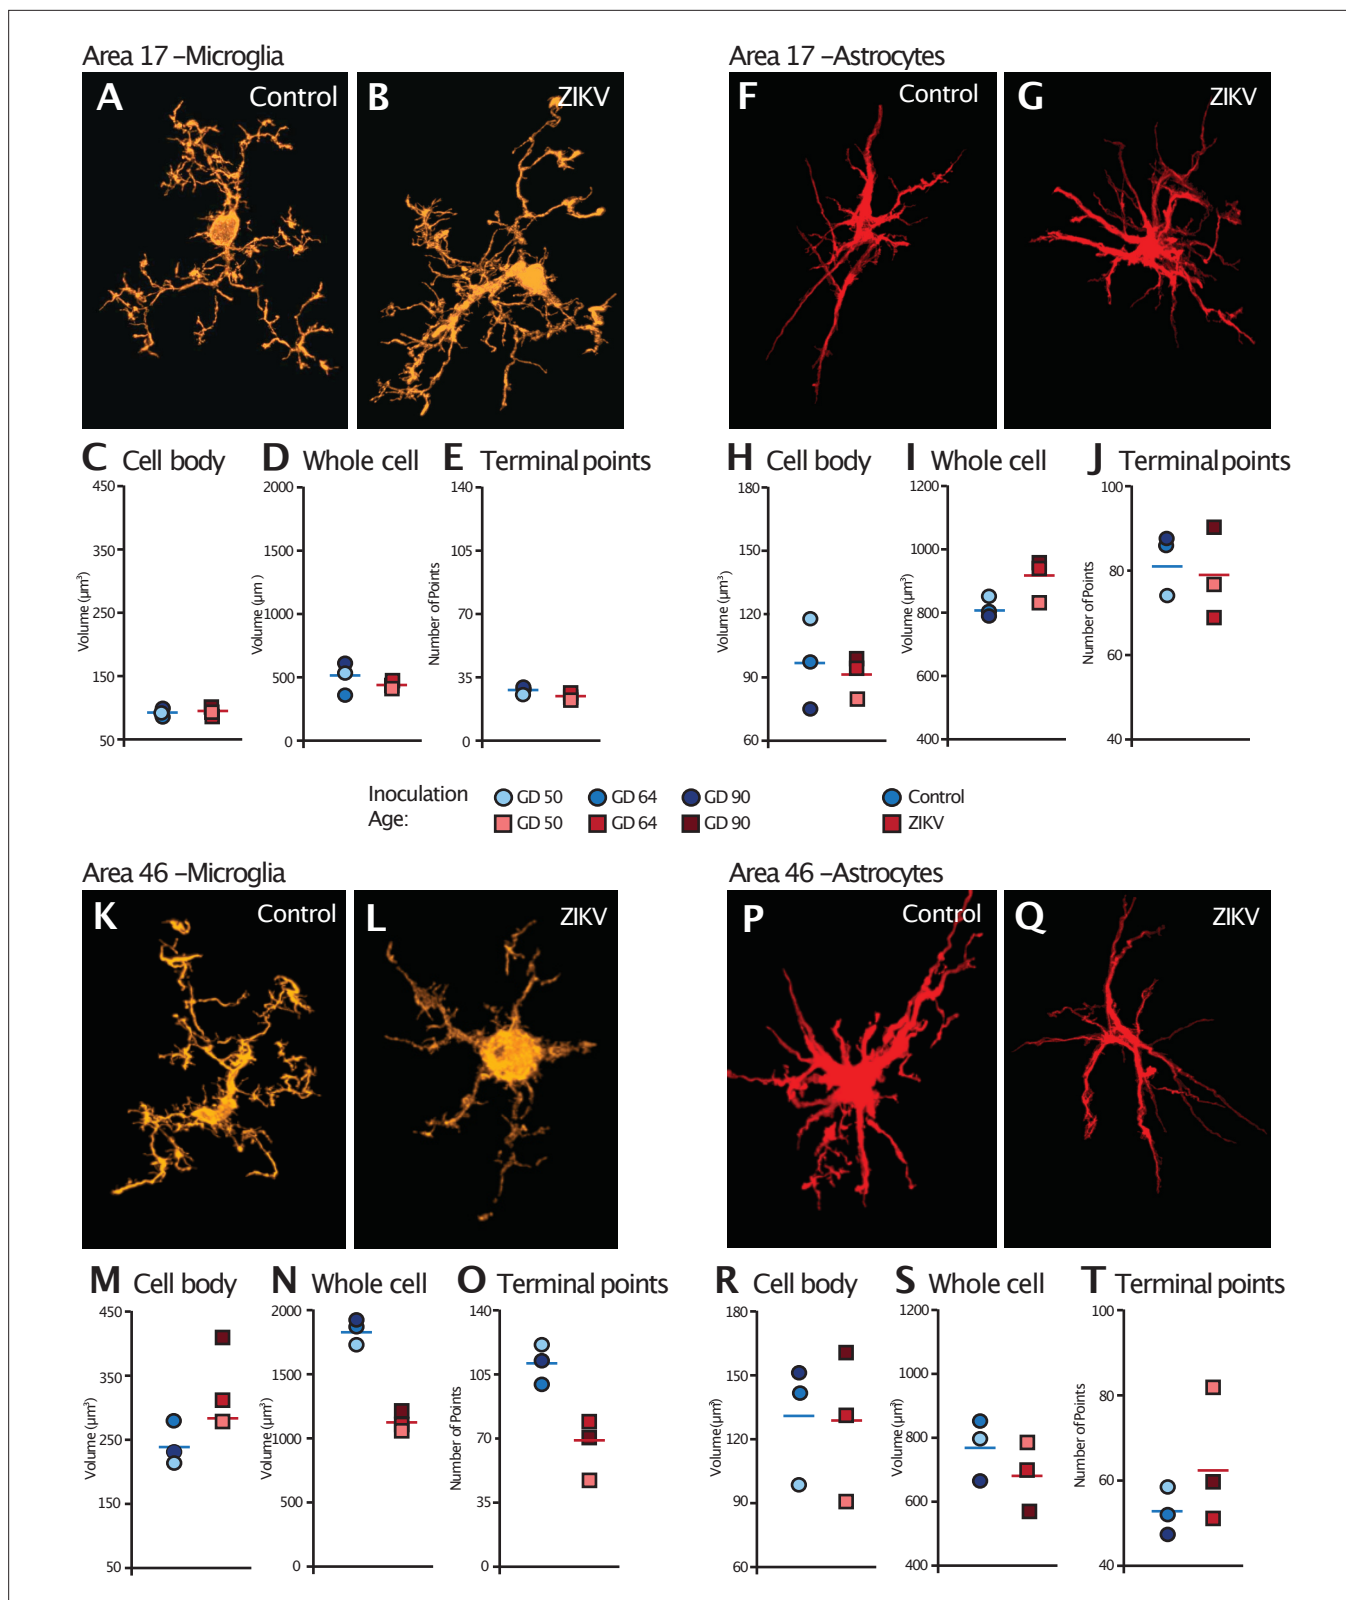 Area 17 –Microglia
A Control
B ZIKV
Area 17 –Astrocytes
F Control
G ZIKV
C Cell body
450
350
250
150
50
Volume (µm³)
D Whole cell
2000
1500
1000
500
0
Volume (µm )
E Terminal points
140
105
70
35
0
Number of Points
H Cell body
180
150
120
90
60
Volume (µm³)
I Whole cell
1200
1000
800
600
400
Volume (µm³)
J Terminal points
100
80
60
40
Number of Points
Inoculation
Age:
GD 50 GD 64 GD 90 Control
GD 50 GD 64 GD 90 ZIKV
Area 46 –Microglia
K Control
L ZIKV
Area 46 –Astrocytes
P Control
Q ZIKV
M Cell body
450
350
250
150
50
Volume (µm³)
N Whole cell
2000
1500
1000
500
0
Volume (µm³)
O Terminal points
140
105
70
35
0
Number of Points
R Cell body
180
150
120
90
60
Volume (µm³)
S Whole cell
1200
1000
800
600
400
Volume (µm³)
T Terminal points
100
80
60
40
Number of Points